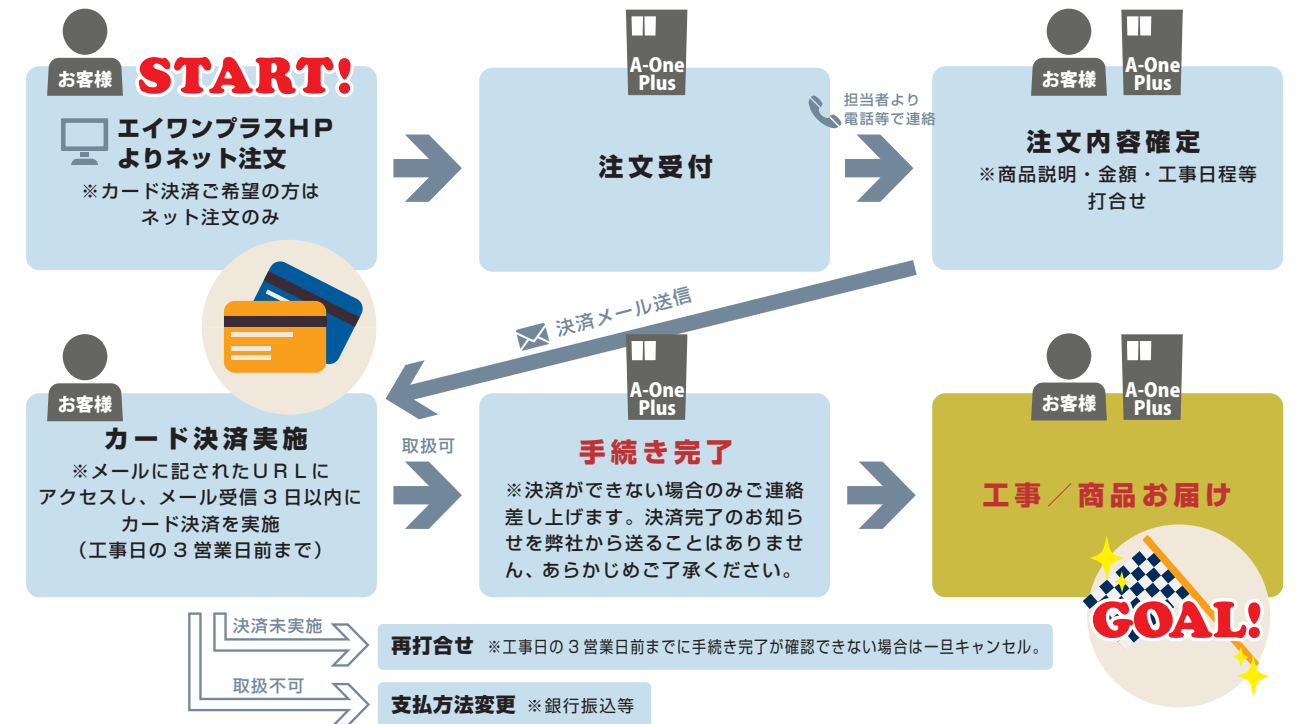 お客様
START!
エイワンプラスHP
よりネット注文
※カード決済ご希望の方は
ネット注文のみ
A-One
Plus
注文受付
担当者より
電話等で連絡
お客様
A-One
Plus
注文内容確定
※商品説明・金額・工事日程等
打合せ
決済メール送信
お客様
カード決済実施
※メールに記されたURLに
アクセスし、メール受信3日以内に
カード決済を実施
(工事日の3営業日前まで)
取扱可
A-One
Plus
手続き完了
※決済ができない場合のみご連絡
差し上げます。決済完了のお知ら
せを弊社から送ることはありませ
ん、あらかじめご了承ください。
お客様
A-One
Plus
工事/商品お届け
GOAL!
決済未実施
再打合せ ※工事日の3営業日前までに手続き完了が確認できない場合は一旦キャンセル。
取扱不可
支払方法変更 ※銀行振込等